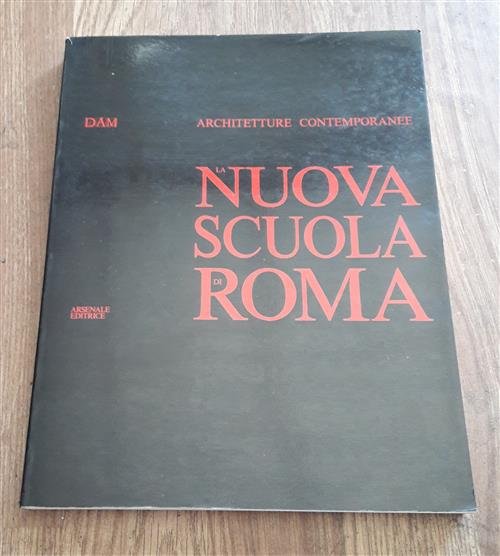 DAM
ARCHITETTURE CONTEMPORANEE
LA
NUOVA
SCUOLA
DI
ROMA
ARSENALE
EDITRICE